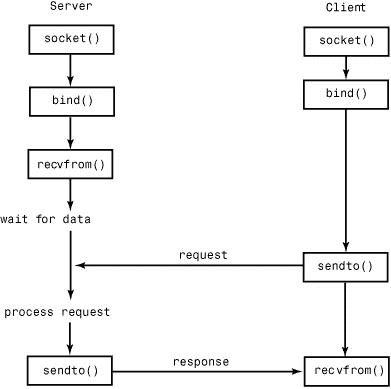 Server
Client
socket()
socket()
bind()
bind()
recvfrom()
wait for data
request
sendto()
process request
response
sendto()
recvfrom()